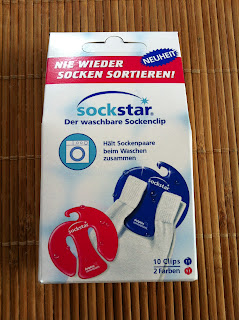 NEUHEIT
NIE WIEDER
SOCKEN SORTIEREN!
sockstar®
Der waschbare Sockenclip
Hält Sockenpaare
beim Waschen
zusammen
sockstar
sockstar
10 Clips
2 Farben